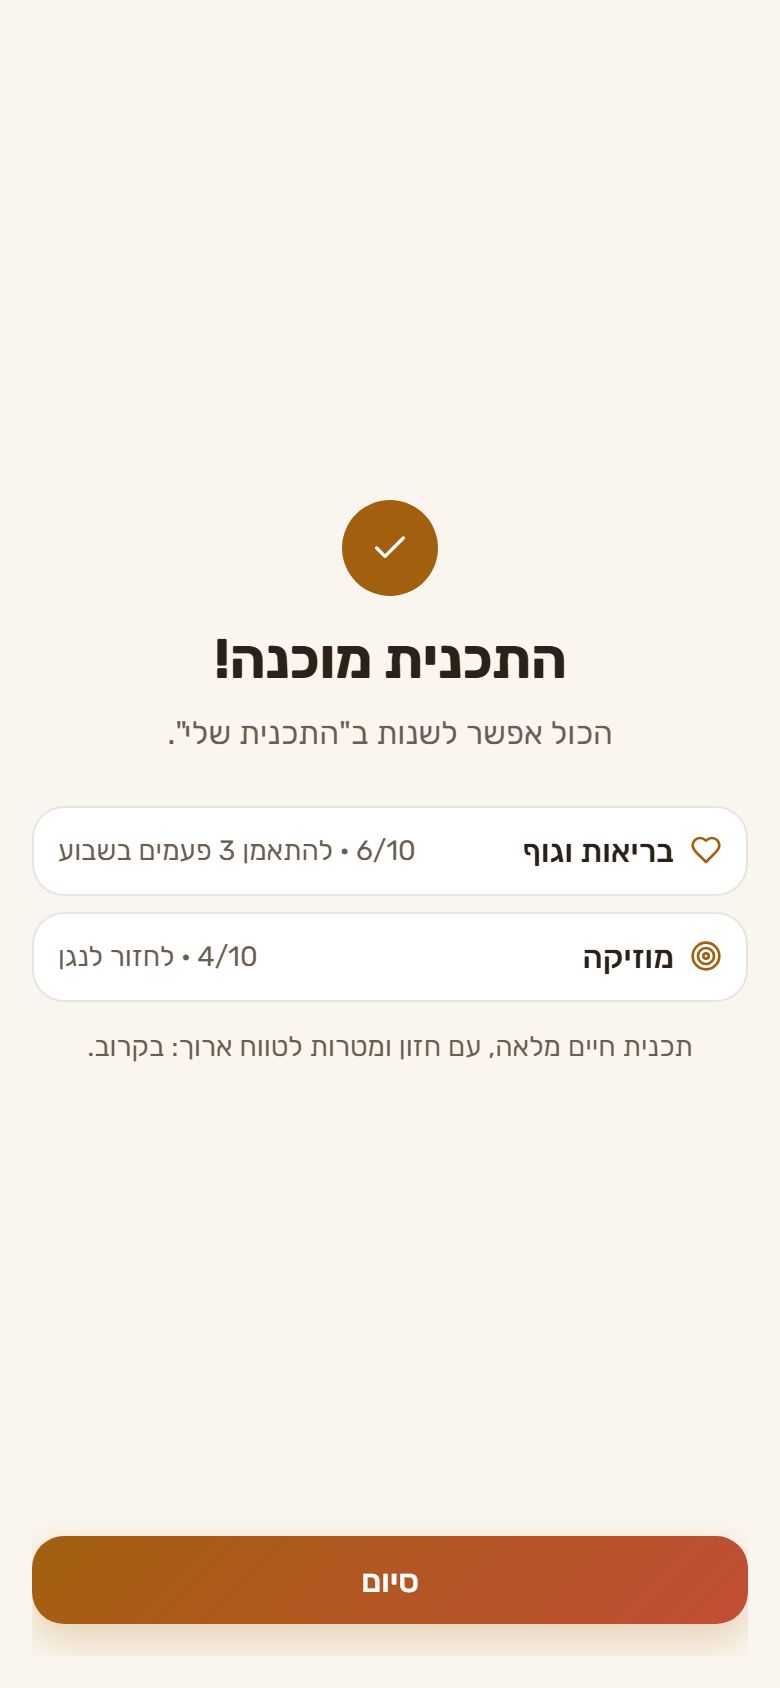 התכנית מוכנה!
הכול אפשר לשנות ב"התכנית שלי".
בריאות וגוף 6/10 • להתאמן 3 פעמים בשבוע
מוזיקה 4/10 • לחזור לנגן
תכנית חיים מלאה, עם חזון ומטרות לטווח ארוך: בקרוב.
סיום